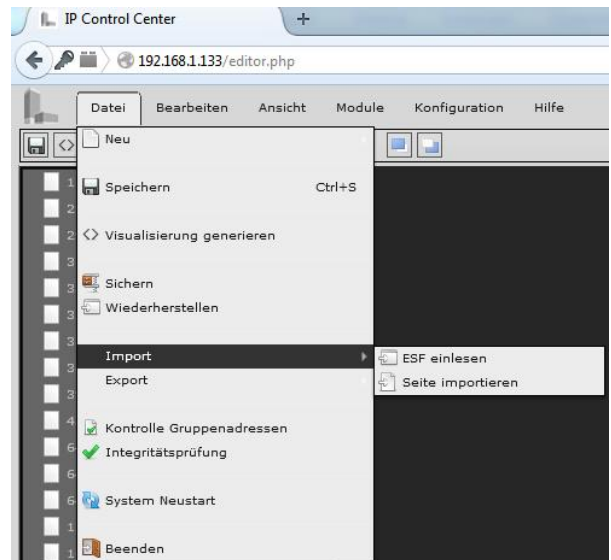 IP Control Center
192.168.1.133/editor.php
Datei Bearbeiten Ansicht Module Konfiguration Hilfe
Neu
Speichern Ctrl+S
Visualisierung generieren
Sichern
Wiederherstellen
Import
ESF einlesen
Export
Seite importieren
Kontrolle Gruppenadressen
Integritätsprüfung
System Neustart
Beenden